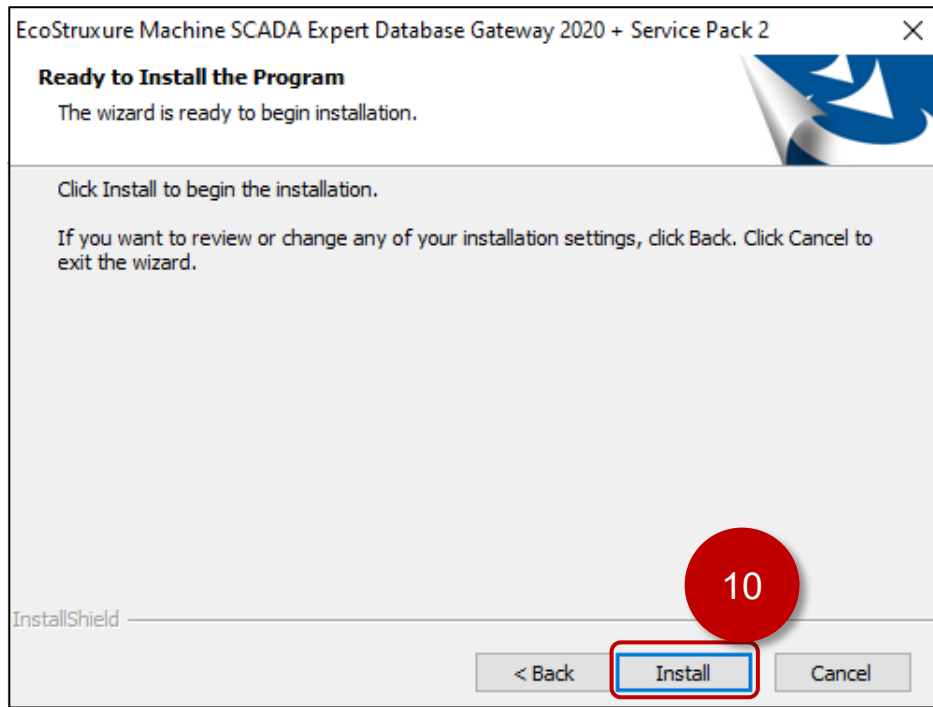 EcoStruxure Machine SCADA Expert Database Gateway 2020 + Service Pack 2
Ready to Install the Program
The wizard is ready to begin installation.
Click Install to begin the installation.
If you want to review or change any of your installation settings, click Back. Click Cancel to
exit the wizard.
10
InstallShield
< Back Install Cancel